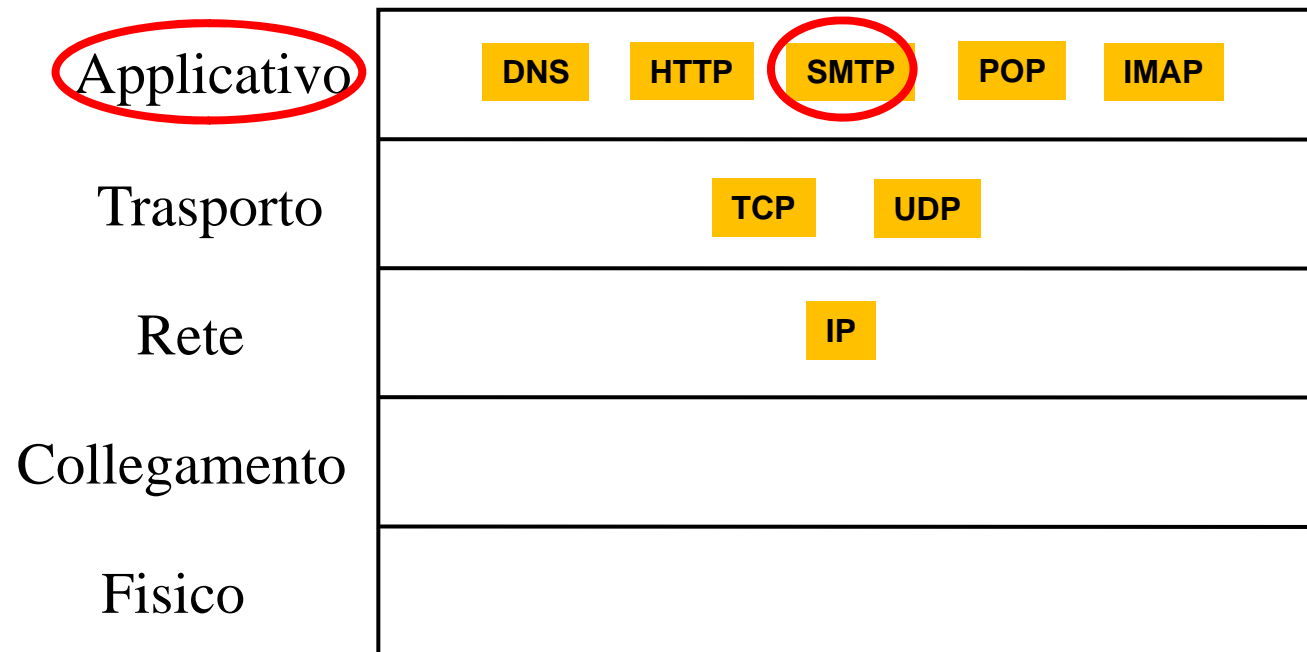 Applicativo DNS HTTP SMTP POP IMAP
Trasporto TCP UDP
Rete IP
Collegamento
Fisico